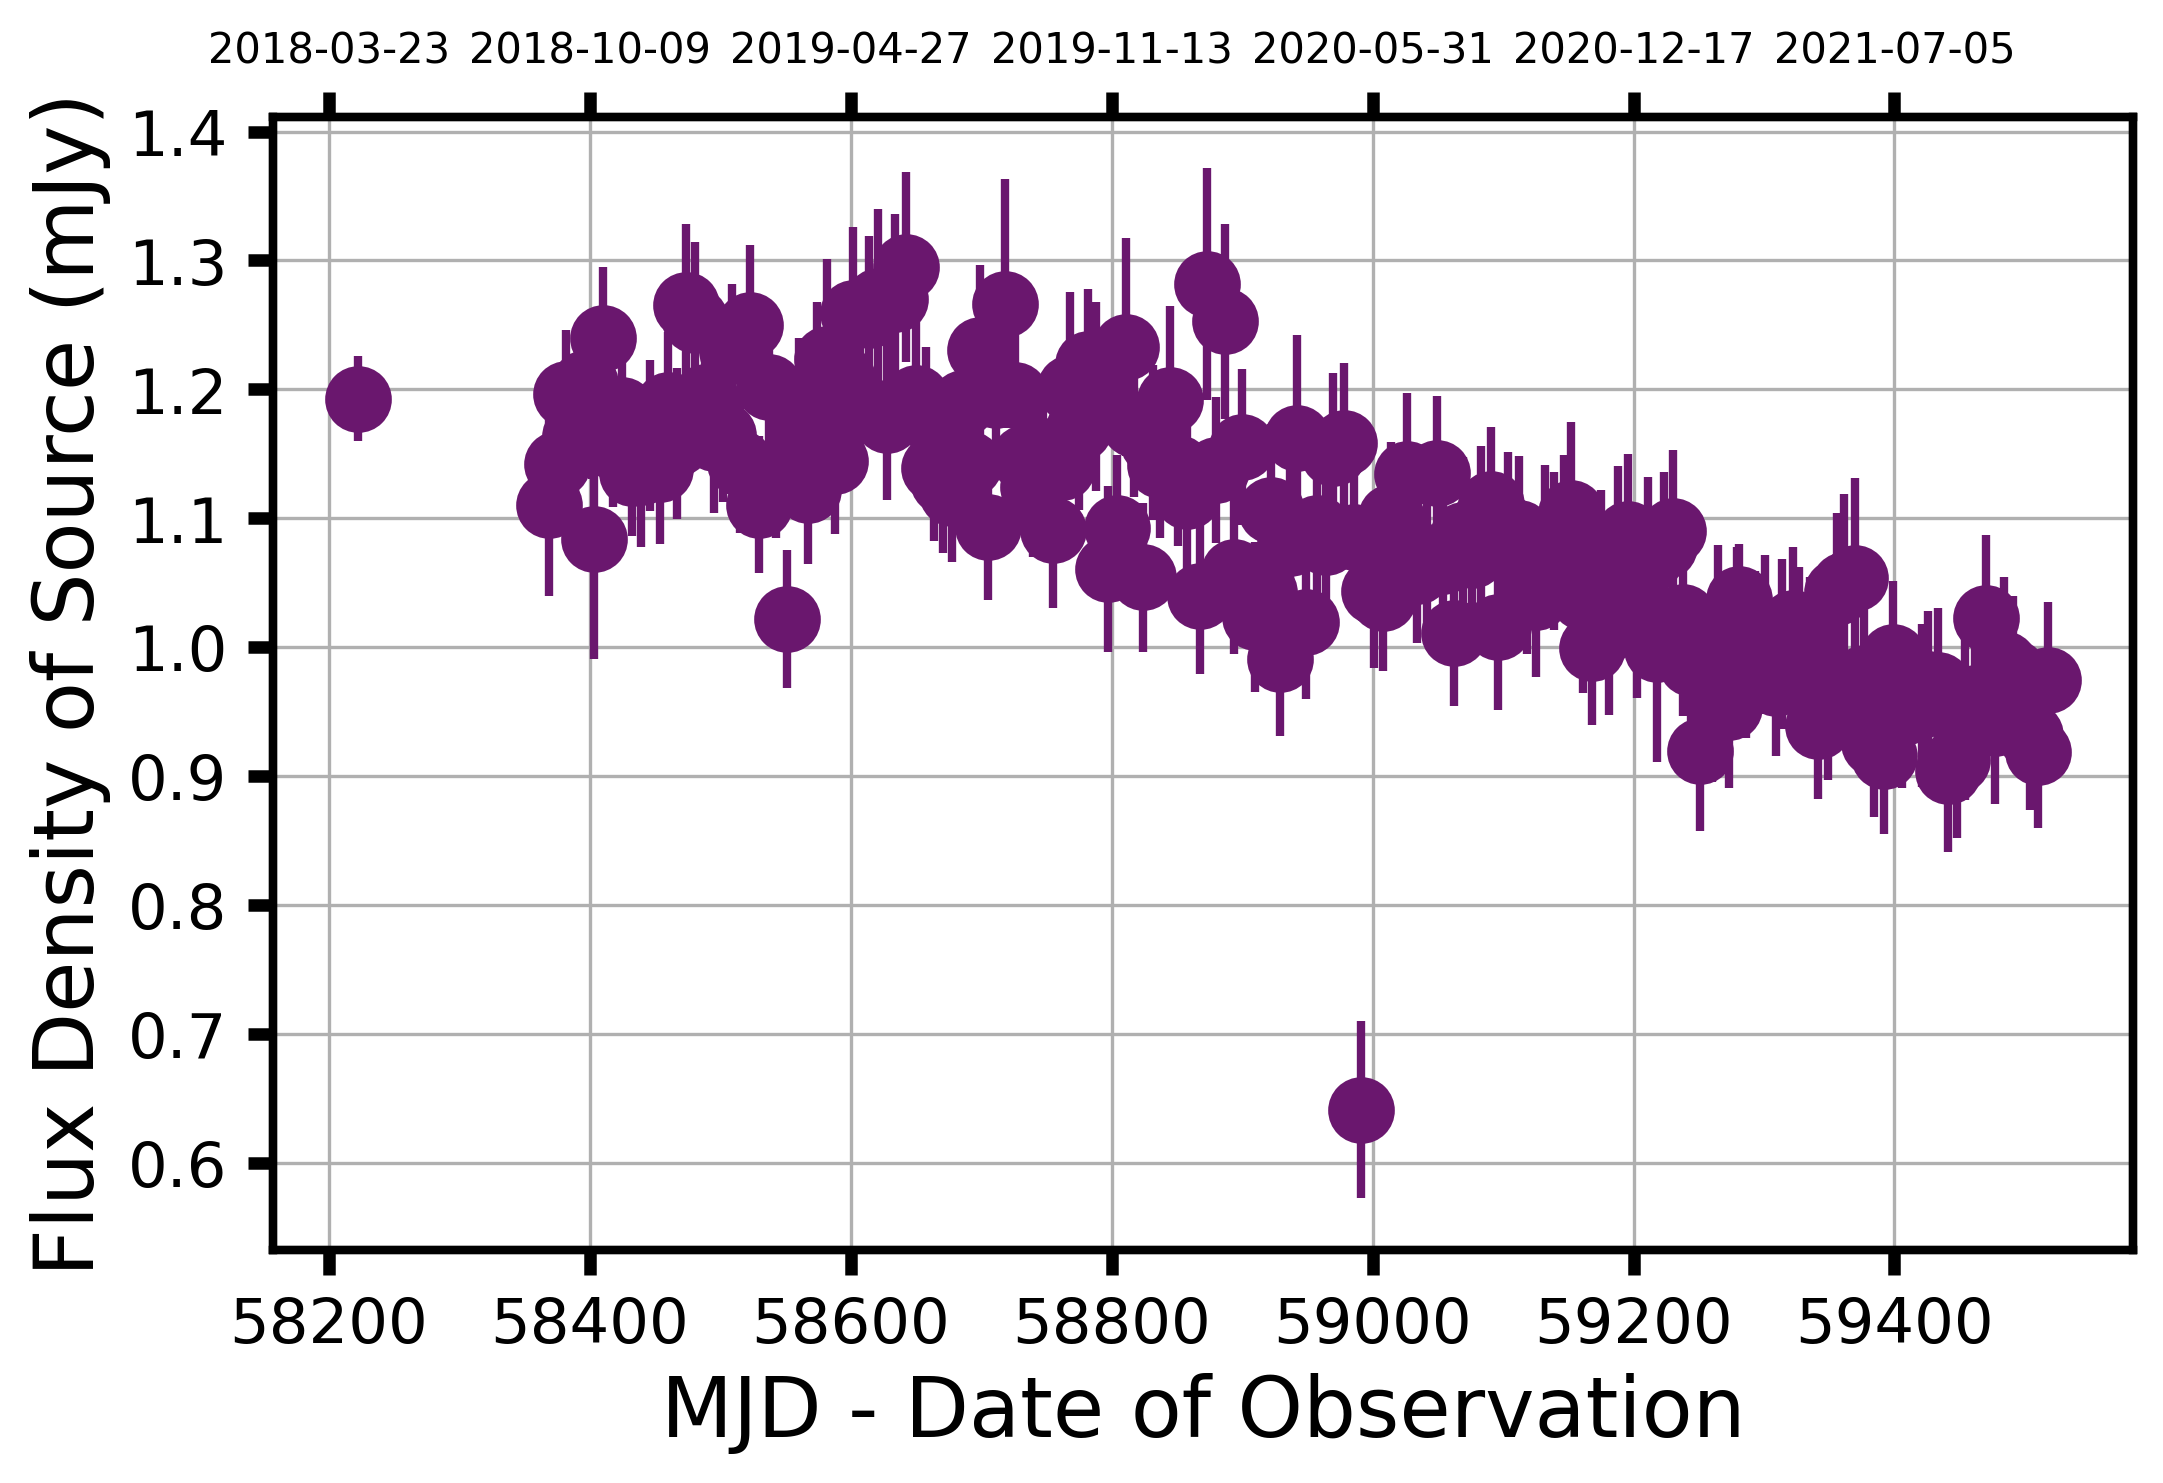 2018-03-23 2018-10-09 2019-04-27 2019-11-13 2020-05-31 2020-12-17 2021-07-05
Flux Density of Source (mJy)
1.4
1.3
1.2
1.1
1.0
0.9
0.8
0.7
0.6
58200 58400 58600 58800 59000 59200 59400
MJD - Date of Observation